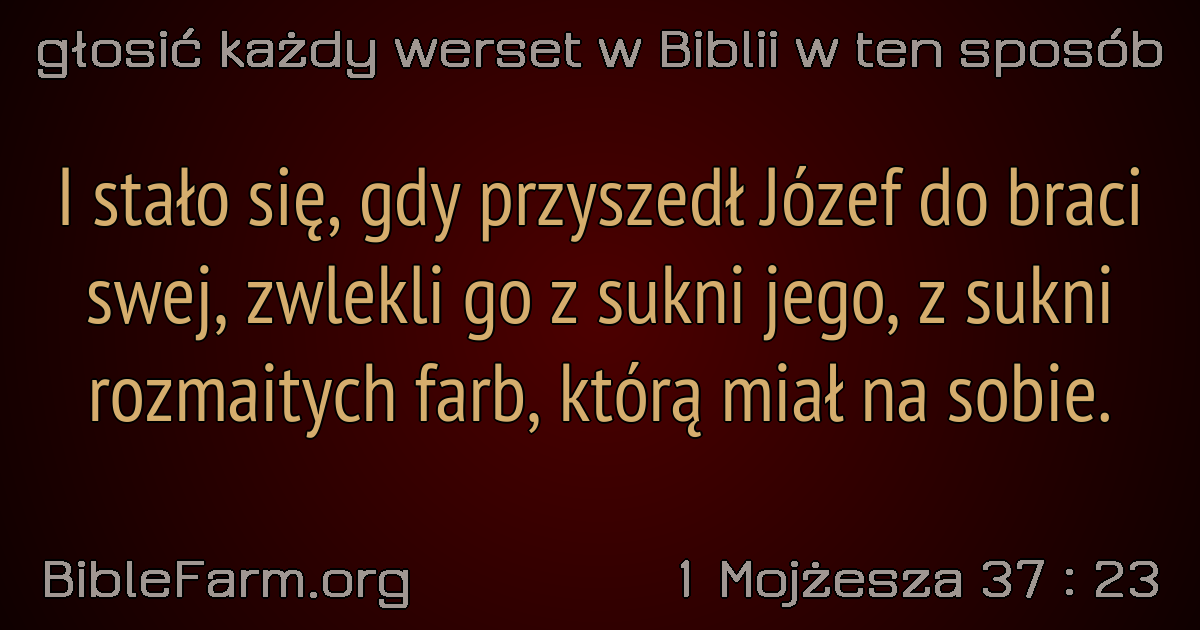 głosić każdy werset w Biblii w ten sposób
I stało się, gdy przyszedł Józef do braci
swej, zwlekli go z sukni jego, z sukni
rozmaitych farb, którą miał na sobie.
BibleFarm.org
1 Mojżesza 37 : 23